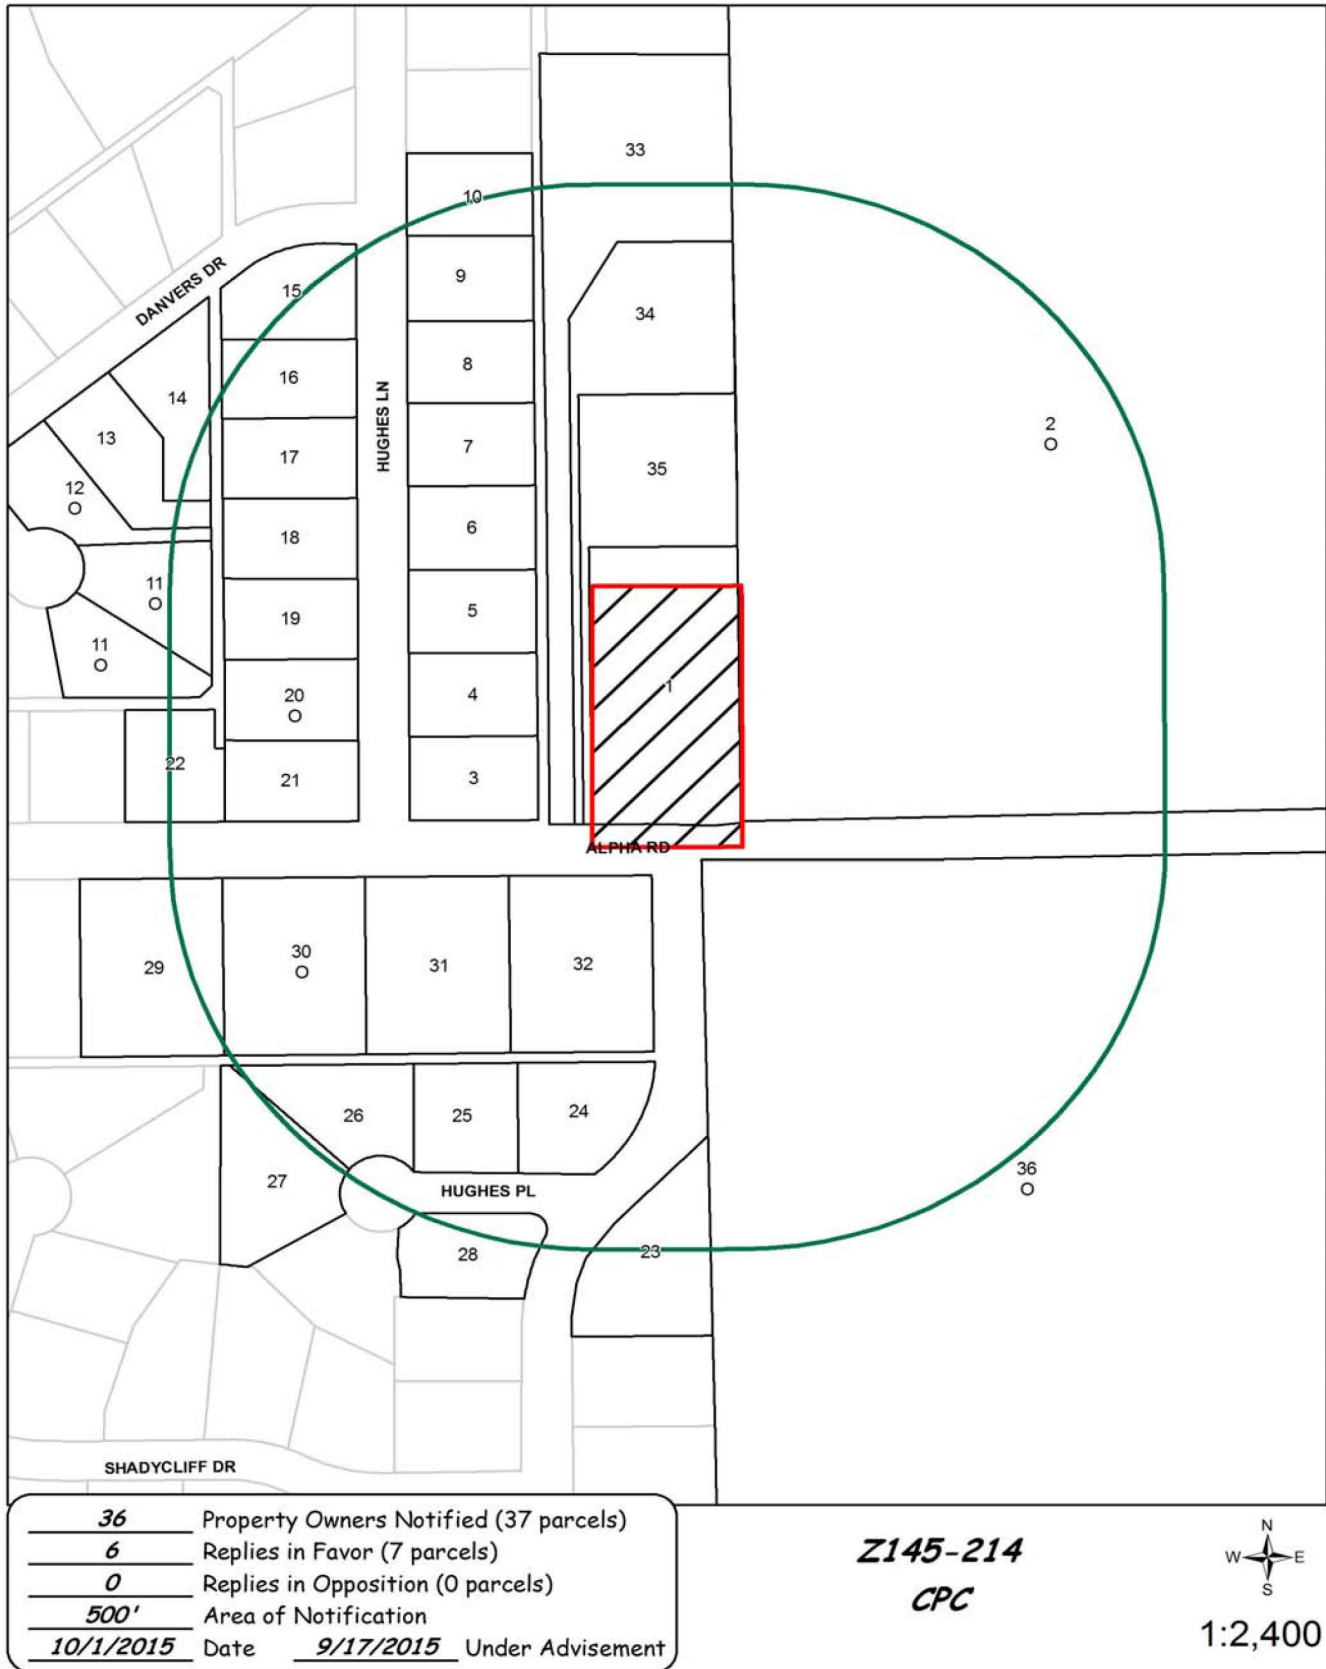 33
10
9
15
34
8
16
14
DANVERS DR
HUGHES LN
13
7
17
35
2
12
6
18
11
5
19
11
4
20
1
22
3
21
ALPHA RD
29
30
31
32
26
25
24
27
HUGHES PL
36
28
23
SHADYCLIFF DR
36 Property Owners Notified (37 parcels)
6 Replies in Favor (7 parcels)
0 Replies in Opposition (0 parcels)
500' Area of Notification
10/1/2015 Date 9/17/2015 Under Advisement
Z145-214
CPC
N
W E
S
1:2,400